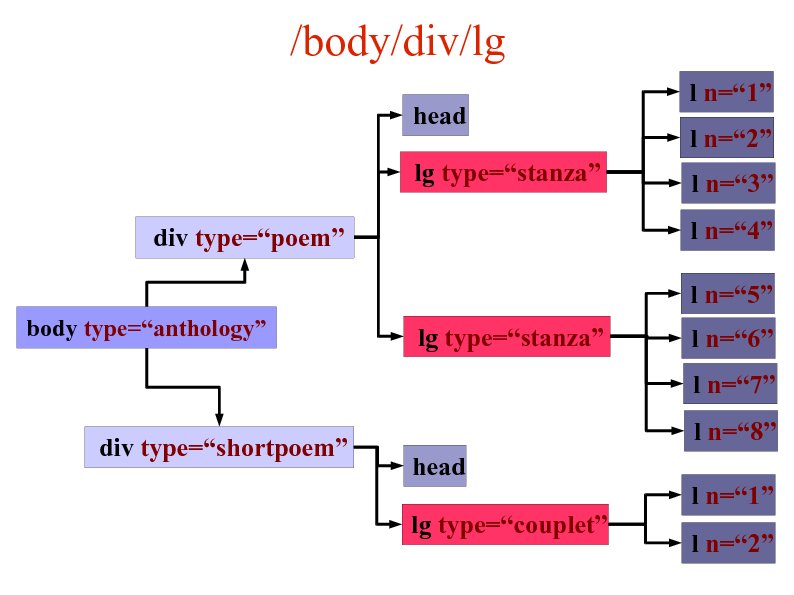 /body/div/lg
head
lg type=“stanza”
l n=“1”
l n=“2”
l n=“3”
l n=“4”
div type=“poem”
body type=“anthology”
lg type=“stanza”
l n=“5”
l n=“6”
l n=“7”
l n=“8”
div type=“shortpoem”
head
lg type=“couplet”
l n=“1”
l n=“2”